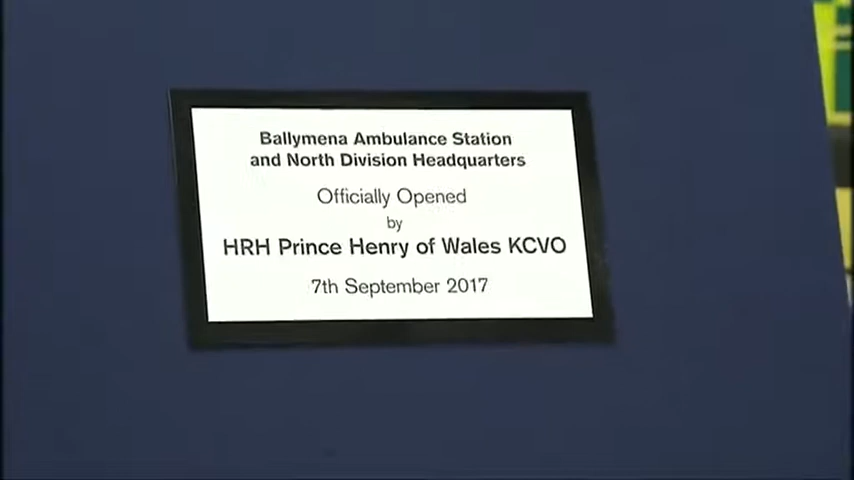 Ballymena Ambulance Station
and North Division Headquarters
Officially Opened
by
HRH Prince Henry of Wales KCVO
7th September 2017